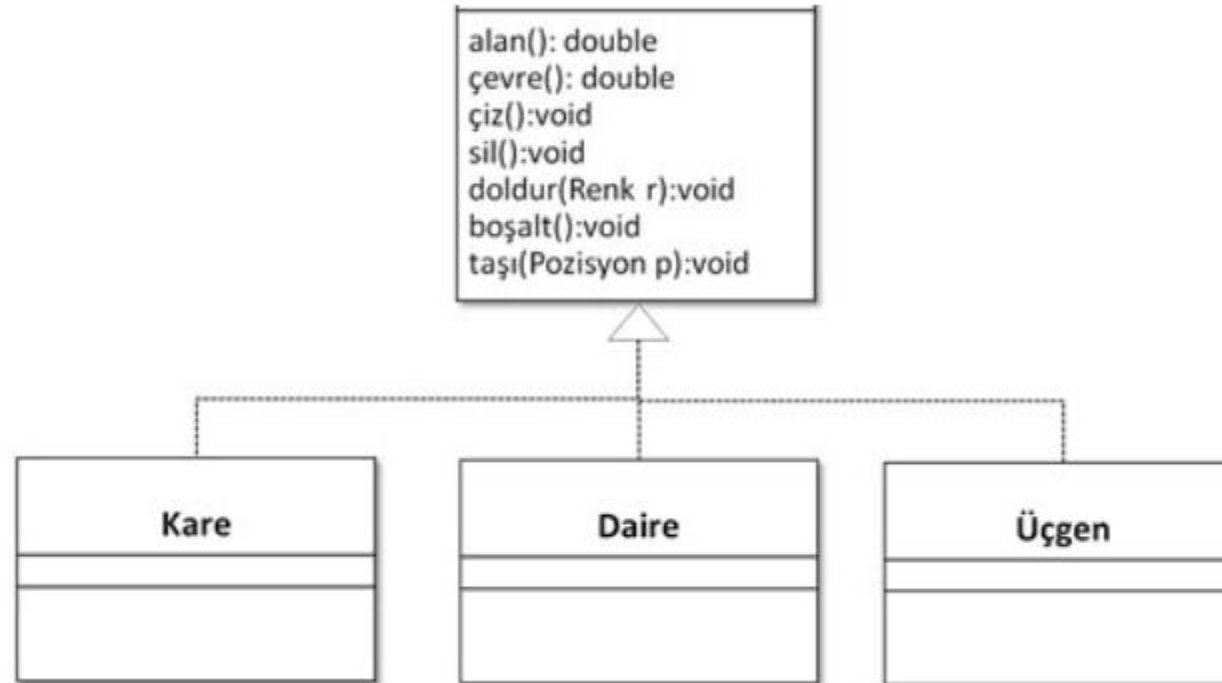 alan(): double
çevre(): double
çiz():void
sil():void
doldur(Renk r):void
boşalt():void
taşı(Pozisyon p):void
Kare
Daire
Üçgen